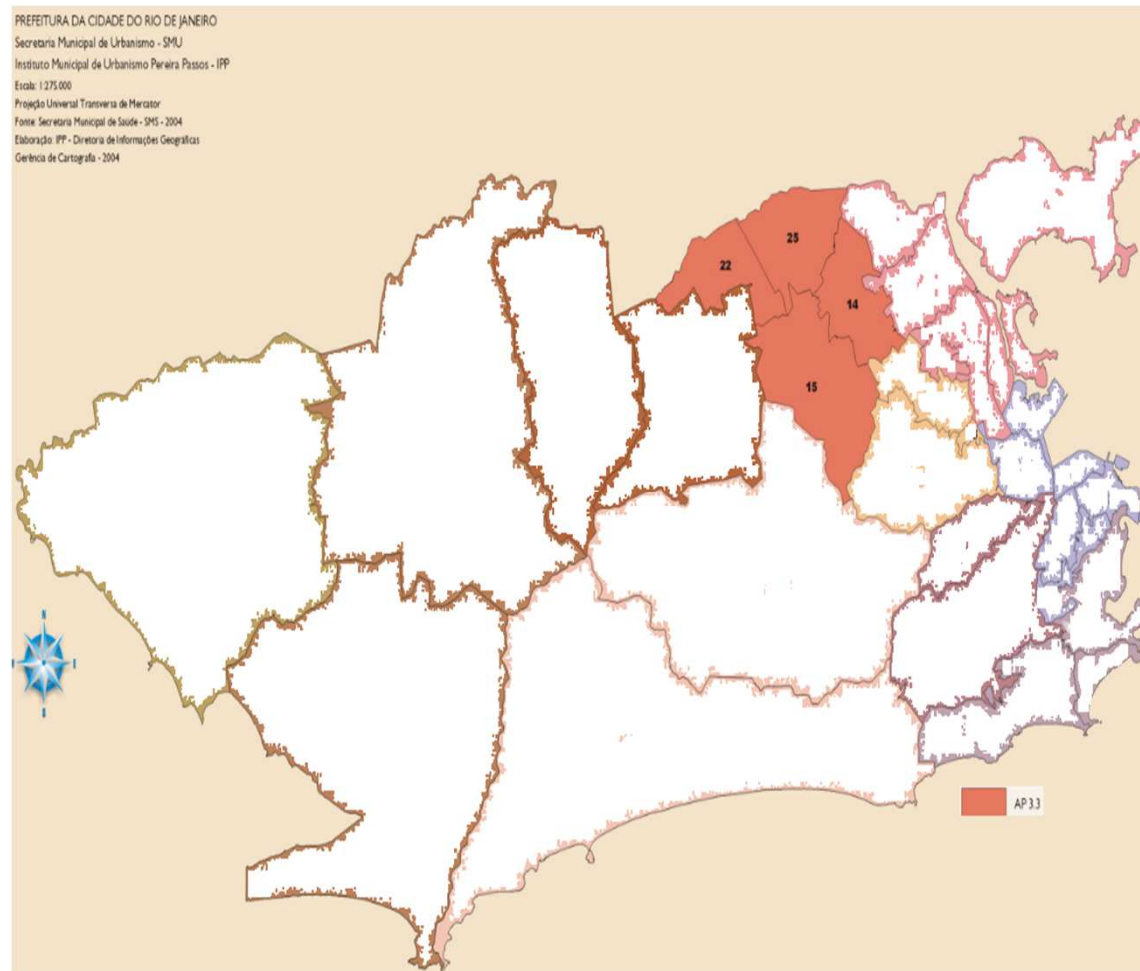 PREFEITURA DA CIDADE DO RIO DE JANEIRO
Secretaria Municipal de Urbanismo - SMU
Instituto Municipal de Urbanismo Pereira Passos - IPP
Escala: 1:275.000
Projeção Universal Transversa de Mercator
Fonte: Secretaria Municipal de Saúde - SMS - 2004
Elaboração: IPP - Diretoria de Informações Geográficas
Gerência de Cartografia - 2004
25
22
14
15
AP 3.3